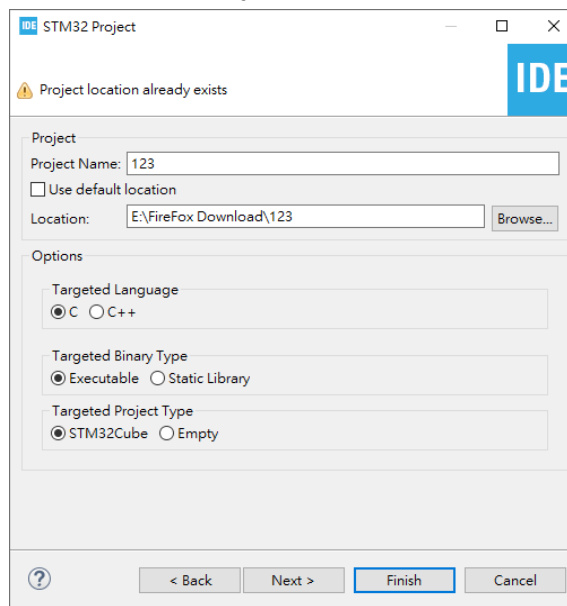 IDE STM32 Project
IDE
Project location already exists
Project
Project Name: 123
Use default location
Location: E:\FireFox Download\123 Browse...
Options
Targeted Language
C C++
Targeted Binary Type
Executable Static Library
Targeted Project Type
STM32Cube Empty
? < Back Next > Finish Cancel